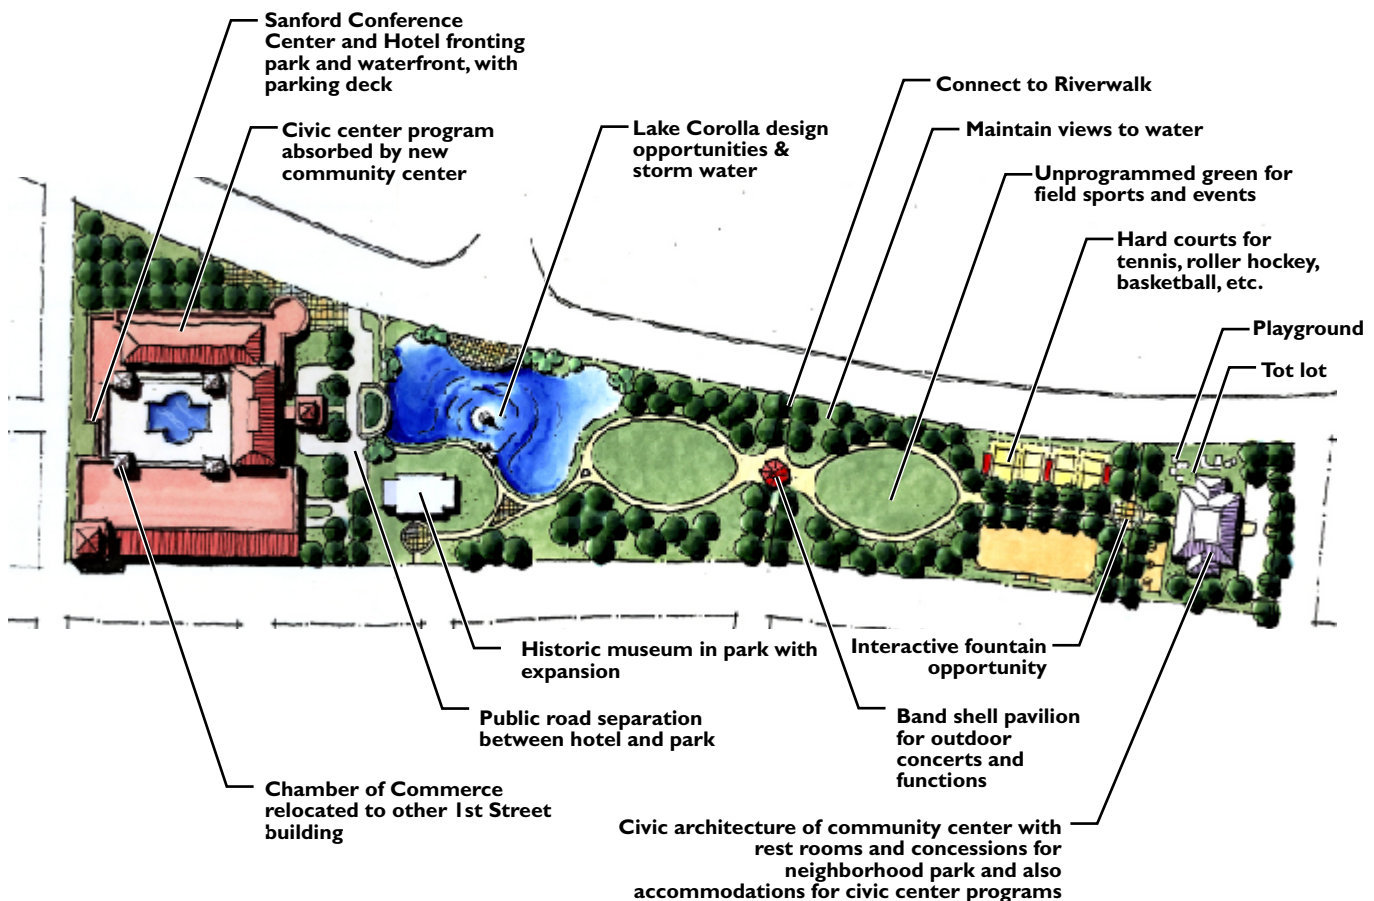 Sanford Conference
Center and Hotel fronting
park and waterfront, with
parking deck
Civic center program
absorbed by new
community center
Lake Corolla design
opportunities &
storm water
Connect to Riverwalk
Maintain views to water
Unprogrammed green for
field sports and events
Hard courts for
tennis, roller hockey,
basketball, etc.
Playground
Tot lot
Historic museum in park with
expansion
Public road separation
between hotel and park
Chamber of Commerce
relocated to other 1st Street
building
Interactive fountain
opportunity
Band shell pavilion
for outdoor
concerts and
functions
Civic architecture of community center with
rest rooms and concessions for
neighborhood park and also
accommodations for civic center programs